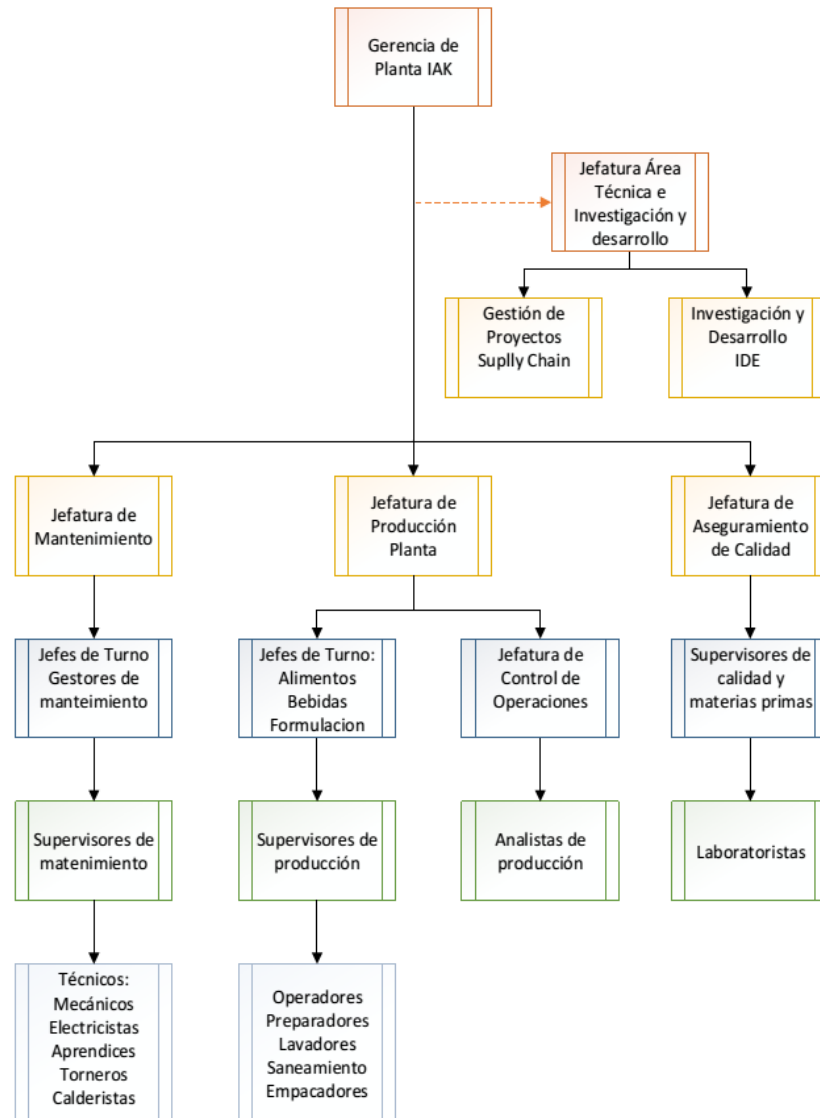 Gerencia de
Planta IAK
Jefatura Área
Técnica e
Investigación y
desarrollo
Gestión de
Proyectos
Suplly Chain
Investigación y
Desarrollo
IDE
Jefatura de
Mantenimiento
Jefatura de
Producción
Planta
Jefatura de
Aseguramiento
de Calidad
Jefes de Turno
Gestores de
manteimiento
Jefes de Turno:
Alimentos
Bebidas
Formulacion
Jefatura de
Control de
Operaciones
Supervisores de
calidad y
materias primas
Supervisores de
matenimiento
Supervisores de
producción
Analistas de
producción
Laboratoristas
Técnicos:
Mecánicos
Electricistas
Aprendices
Torneros
Calderistas
Operadores
Preparadores
Lavadores
Saneamiento
Empacadores